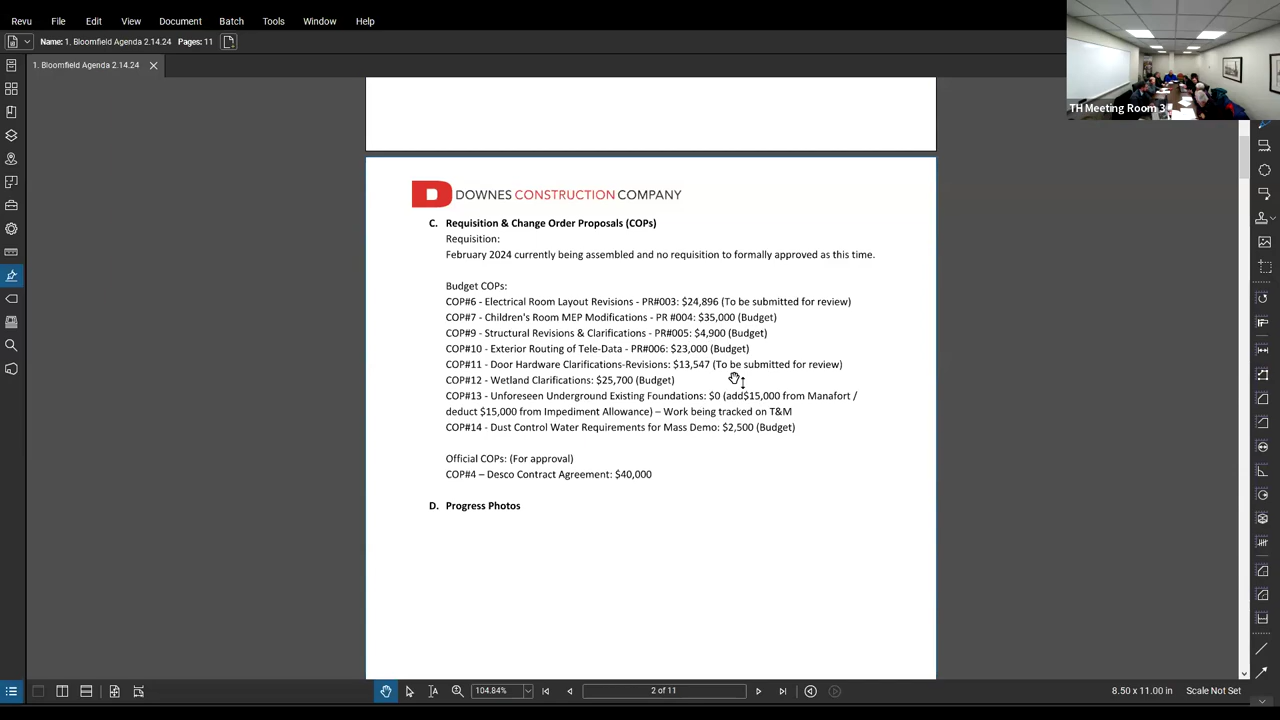 Revu File Edit View Document Batch Tools Window Help
Name: 1. Bloomfield Agenda 2.14.24 Pages: 11
1. Bloomfield Agenda 2.14.24
TH Meeting Room 3
DOWNES CONSTRUCTION COMPANY
C. Requisition & Change Order Proposals (COPs)
Requisition:
February 2024 currently being assembled and no requisition to formally approved as this time.
Budget COPs:
COP#6 - Electrical Room Layout Revisions - PR#003: $24,896 (To be submitted for review)
COP#7 - Children's Room MEP Modifications - PR #004: $35,000 (Budget)
COP#9 - Structural Revisions & Clarifications - PR#005: $4,900 (Budget)
COP#10 - Exterior Routing of Tele-Data - PR#006: $23,000 (Budget)
COP#11 - Door Hardware Clarifications-Revisions: $13,547 (To be submitted for review)
COP#12 - Wetland Clarifications: $25,700 (Budget)
COP#13 - Unforeseen Underground Existing Foundations: $0 (add$15,000 from Manafort /
deduct $15,000 from Impediment Allowance) – Work being tracked on T&M
COP#14 - Dust Control Water Requirements for Mass Demo: $2,500 (Budget)
Official COPs: (For approval)
COP#4 – Desco Contract Agreement: $40,000
D. Progress Photos
104.84% 2 of 11 8.50 x 11.00 in Scale Not Set